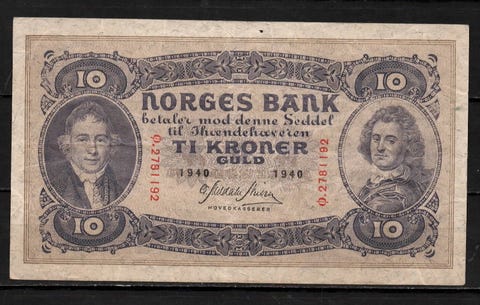 10 10
NORGES BANK
betaler mod denne Seddel
til Ihændehaveren
TI KRONER
GULD
1940 1940
HOVEDKASSERER
Ø.2781192
Ø.2781192
10 10